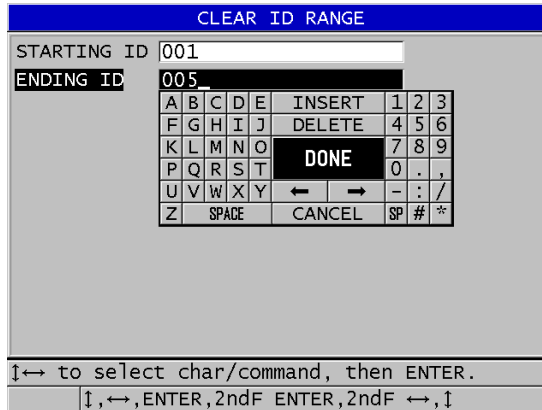 CLEAR ID RANGE
STARTING ID 001
ENDING ID 005_
A B C D E INSERT 1 2 3
F G H I J DELETE 4 5 6
K L M N O DONE 7 8 9
P Q R S T 0 . ,
U V W X Y ← → - : /
Z SPACE CANCEL SP # *
↕↔ to select char/command, then ENTER.
↕,↔,ENTER,2ndF ENTER,2ndF ↔,↕